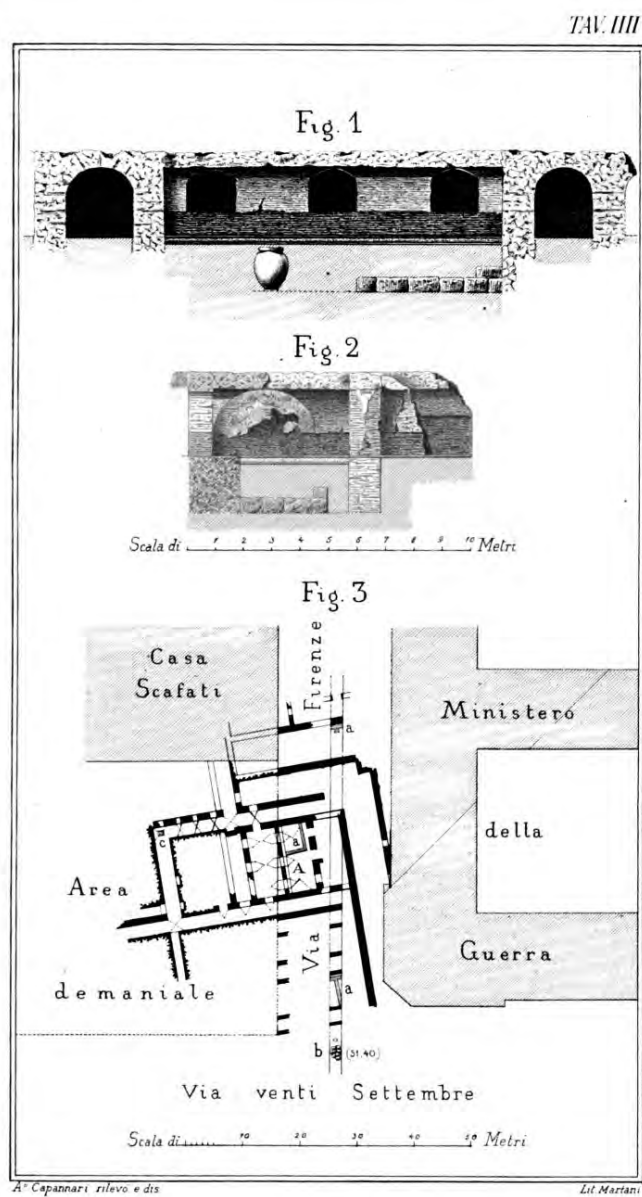 TAV. IIII
Fig. 1
Fig. 2
Scala di 1 2 3 4 5 6 7 8 9 10 Metri
Fig. 3
Casa
Scafati
Firenze
Ministero
a
della
c
a
A
Area
Via
Guerra
demaniale
a
b (51,40)
Via venti Settembre
Scala di 10 20 30 40 50 Metri
A° Capannari rilevo e dis
Lit Martani